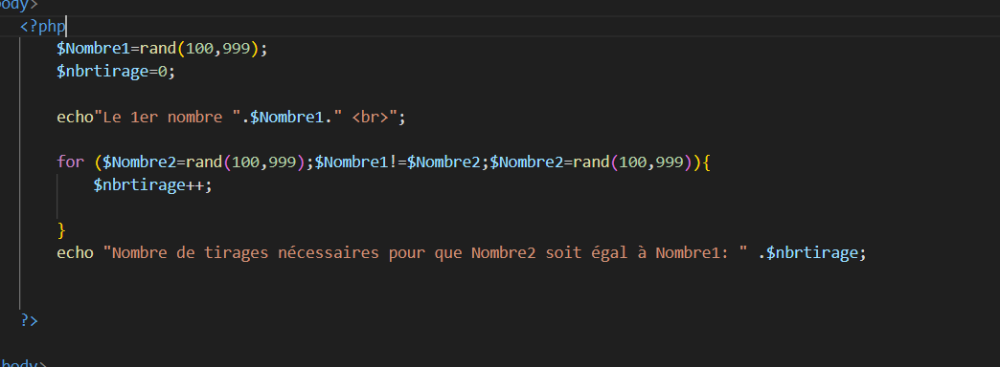 body>
<?php
$Nombre1=rand(100,999);
$nbrtirage=0;
echo"Le 1er nombre ".$Nombre1." <br>";
for ($Nombre2=rand(100,999);$Nombre1!=$Nombre2;$Nombre2=rand(100,999)){
$nbrtirage++;
}
echo "Nombre de tirages nécessaires pour que Nombre2 soit égal à Nombre1: " .$nbrtirage;
?>
body>